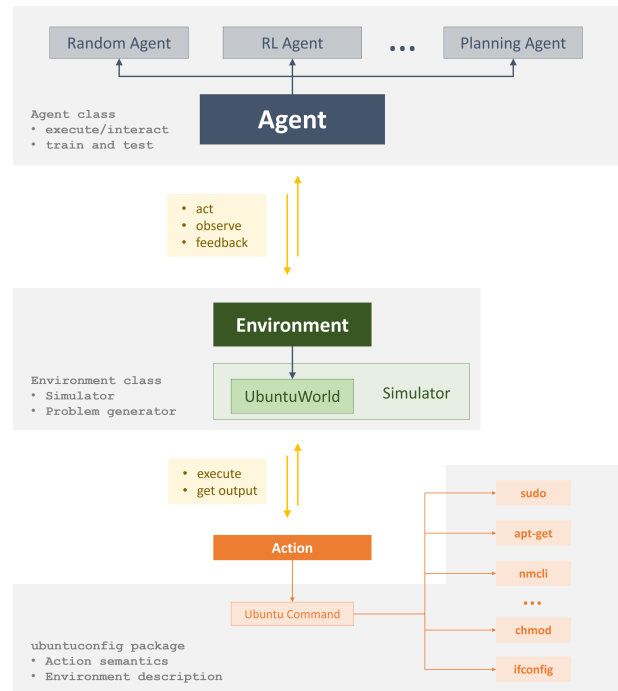 Random Agent
RL Agent
...
Planning Agent
Agent class
• execute/interact
• train and test
Agent
• act
• observe
• feedback
Environment
Environment class
• Simulator
• Problem generator
UbuntuWorld
Simulator
• execute
• get output
Action
Ubuntu Command
sudo
apt-get
nmcli
...
chmod
ifconfig
ubuntuconfig package
• Action semantics
• Environment description